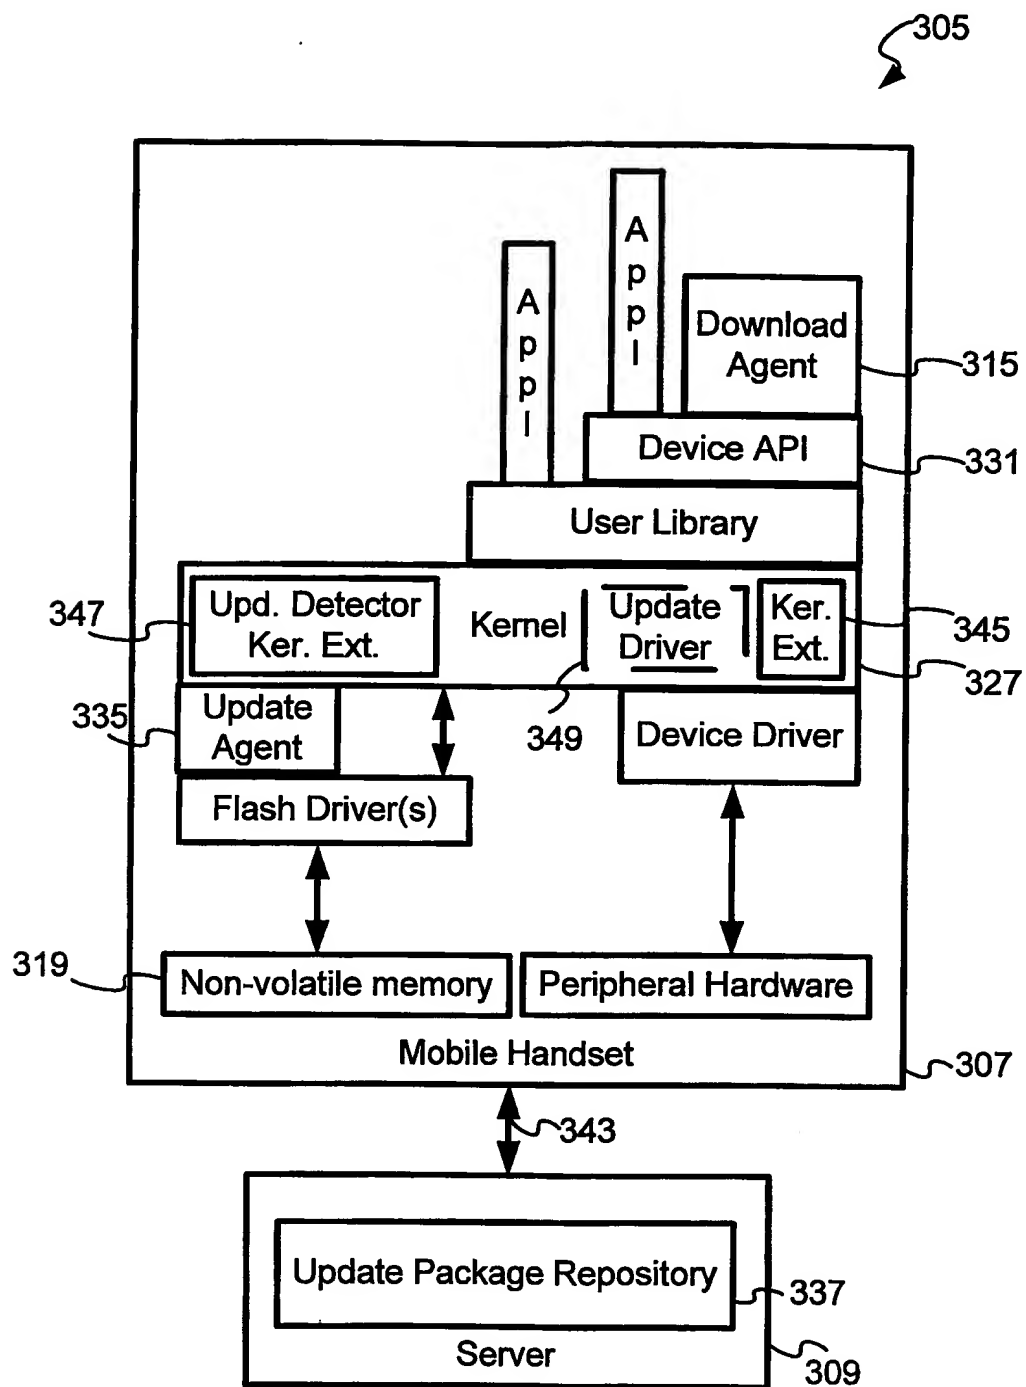 305
A
p
p
l
A
p
p
l
Download
Agent
315
Device API
331
User Library
347
Upd. Detector
Ker. Ext.
Kernel
Update
Driver
Ker.
Ext.
345
327
335
Update
Agent
349
Device Driver
Flash Driver(s)
319
Non-volatile memory
Peripheral Hardware
Mobile Handset
307
343
Update Package Repository
337
Server
309